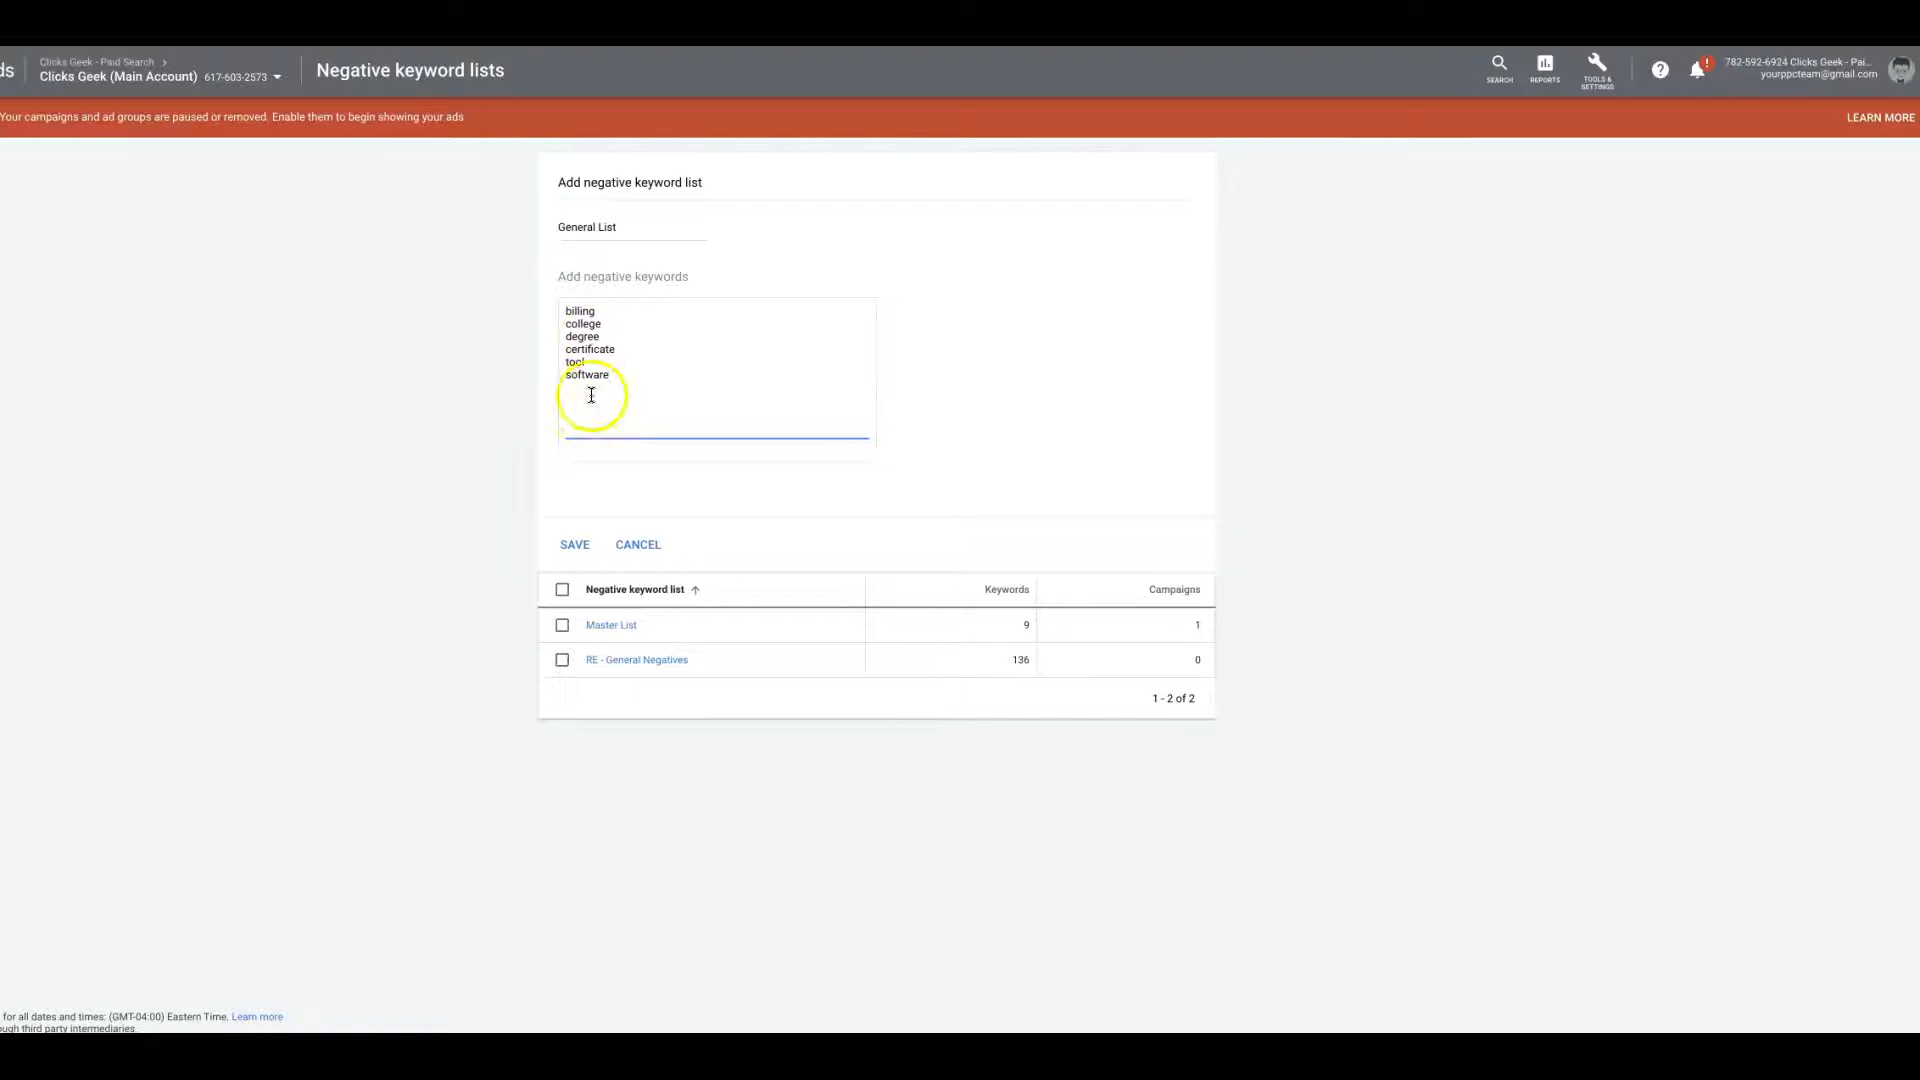 ds
Clicks Geek - Paid Search >
Clicks Geek (Main Account) 617-603-2573
Negative keyword lists
SEARCH
REPORTS
TOOLS &
SETTINGS
?
!
782-592-6924 Clicks Geek - Pai...
yourppcteam@gmail.com
Your campaigns and ad groups are paused or removed. Enable them to begin showing your ads
LEARN MORE
Add negative keyword list
General List
Add negative keywords
billing
college
degree
certificate
tool
software
SAVE CANCEL
Negative keyword list Keywords Campaigns
Master List 9 1
RE - General Negatives 136 0
1 - 2 of 2
for all dates and times: (GMT-04:00) Eastern Time. Learn more
ough third party intermediaries